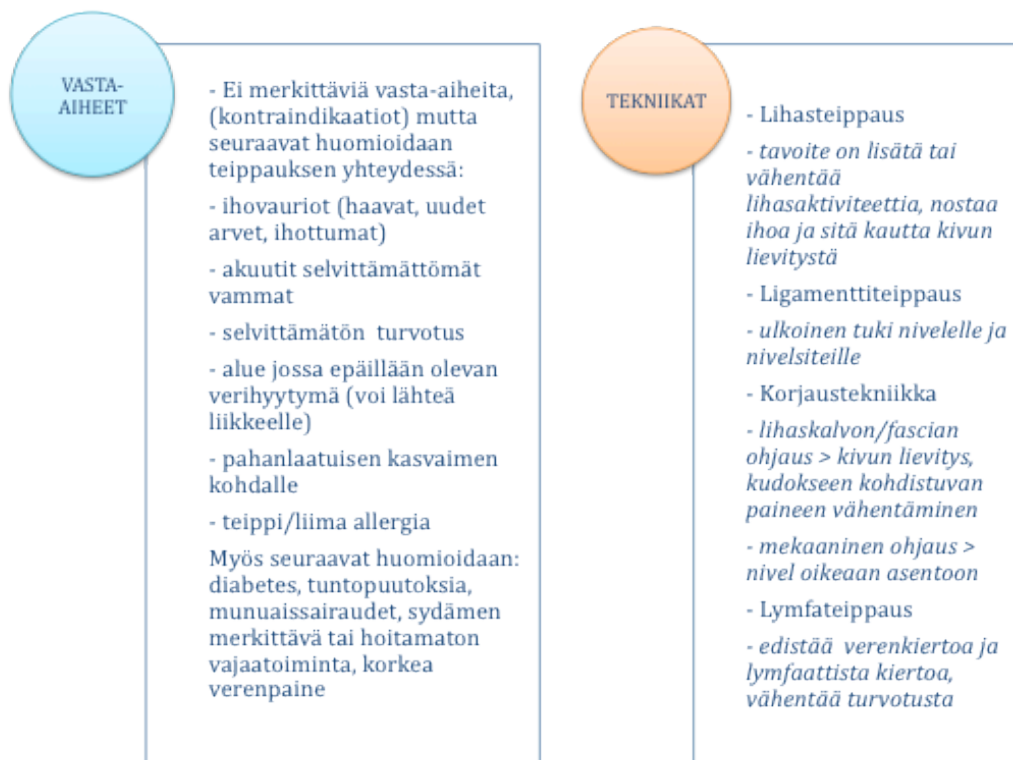 VASTA-
AIHEET
- Ei merkittäviä vasta-aiheita,
(kontraindikaatiot) mutta
seuraavat huomioidaan
teippauksen yhteydessä:
- ihovauriot (haavat, uudet
arvet, ihottumat)
- akuutit selvittämättömät
vammat
- selvittämätön turvotus
- alue jossa epäillään olevan
verihyytymä (voi lähteä
liikkeelle)
- pahanlaatuisen kasvaimen
kohdalle
- teippi/liima allergia
Myös seuraavat huomioidaan:
diabetes, tuntopuutoksia,
munuaissairaudet, sydämen
merkittävä tai hoitamaton
vajaatoiminta, korkea
verenpaine
TEKNIIKAT
- Lihasteippaus
- tavoite on lisätä tai
vähentää
lihasaktiviteettia, nostaa
ihoa ja sitä kautta kivun
lievitystä
- Ligamenttiteippaus
- ulkoinen tuki nivelelle ja
nivelsiteille
- Korjaustekniikka
- lihaskalvon/fascian
ohjaus > kivun lievitys,
kudokseen kohdistuvan
paineen vähentäminen
- mekaaninen ohjaus >
nivel oikeaan asentoon
- Lymfateippaus
- edistää verenkiertoa ja
lymfaattista kiertoa,
vähentää turvotusta